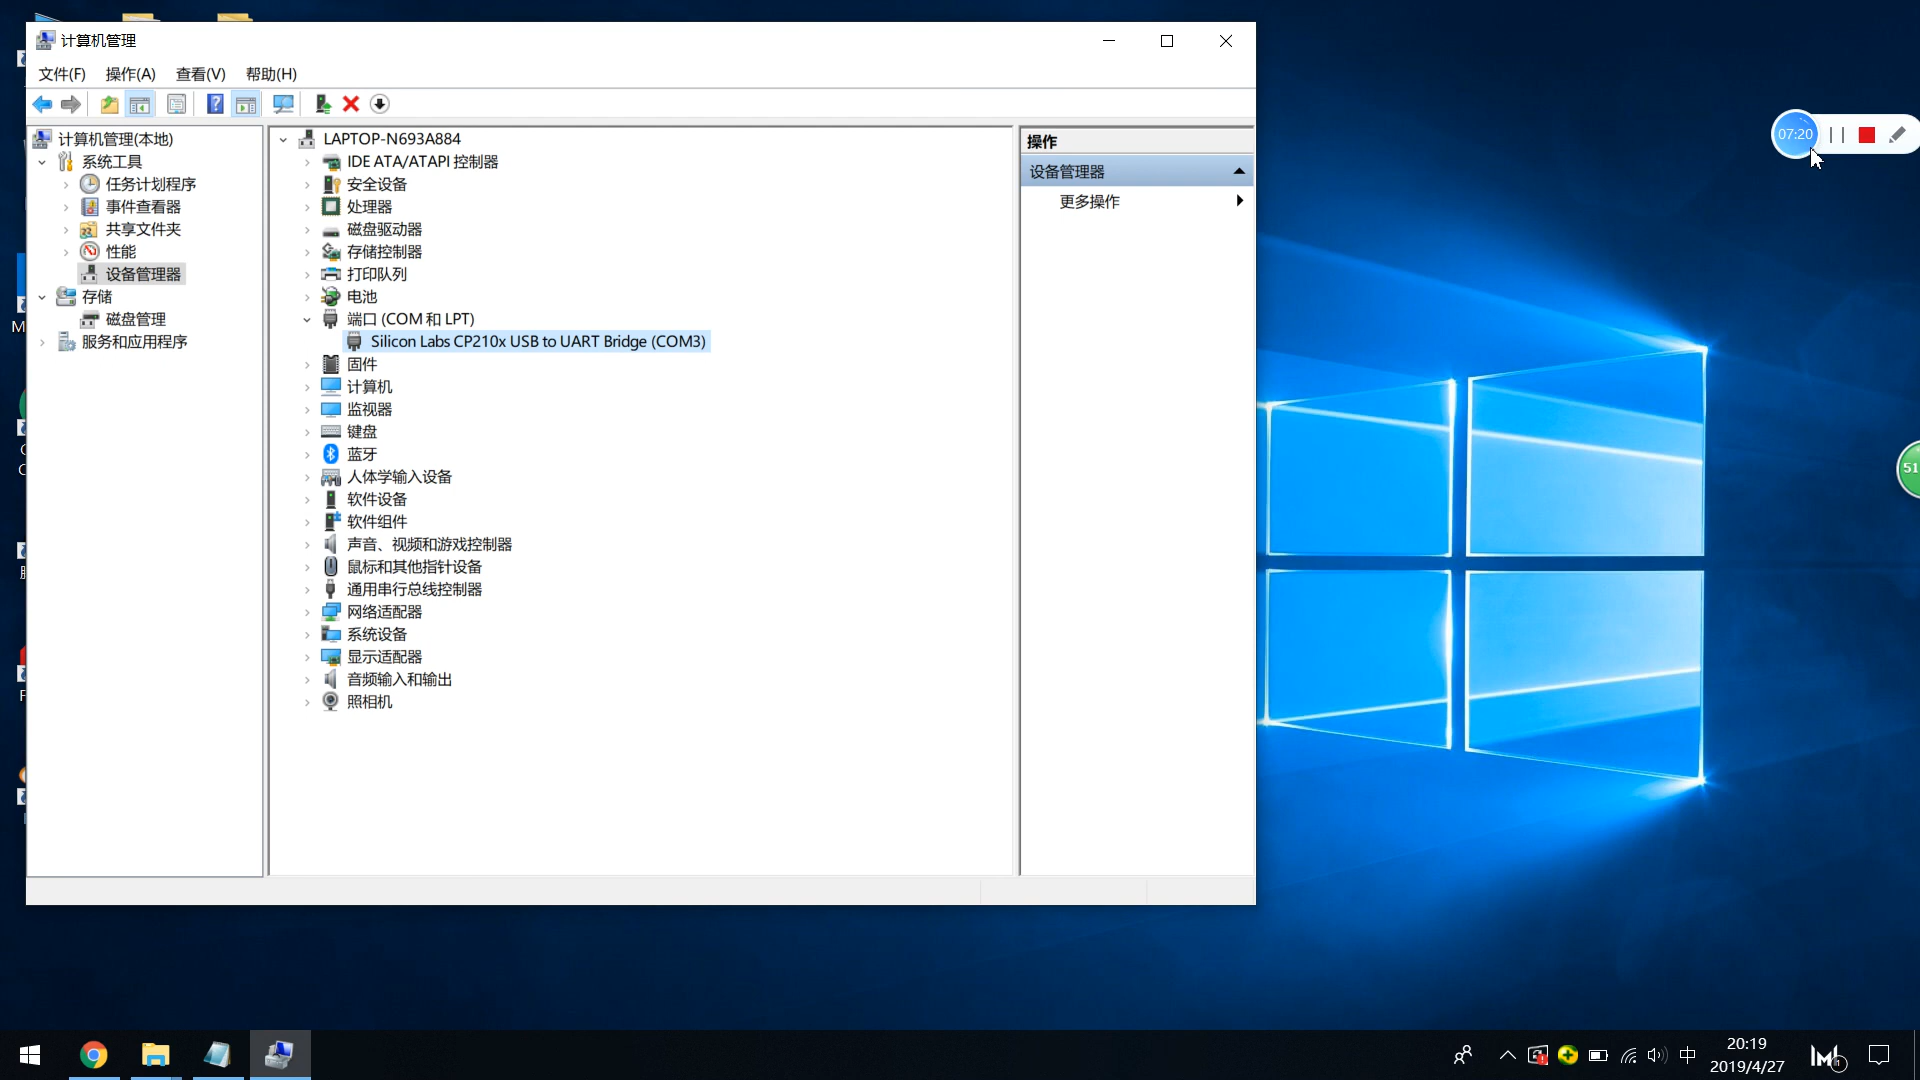 计算机管理
文件(F) 操作(A) 查看(V) 帮助(H)
计算机管理(本地)
系统工具
任务计划程序
事件查看器
共享文件夹
性能
设备管理器
存储
磁盘管理
服务和应用程序
LAPTOP-N693A884
IDE ATA/ATAPI 控制器
安全设备
处理器
磁盘驱动器
存储控制器
打印队列
电池
端口 (COM 和 LPT)
Silicon Labs CP210x USB to UART Bridge (COM3)
固件
计算机
监视器
键盘
蓝牙
人体学输入设备
软件设备
软件组件
声音、视频和游戏控制器
鼠标和其他指针设备
通用串行总线控制器
网络适配器
系统设备
显示适配器
音频输入和输出
照相机
操作
设备管理器
更多操作
07:20
51
中
20:19
2019/4/27